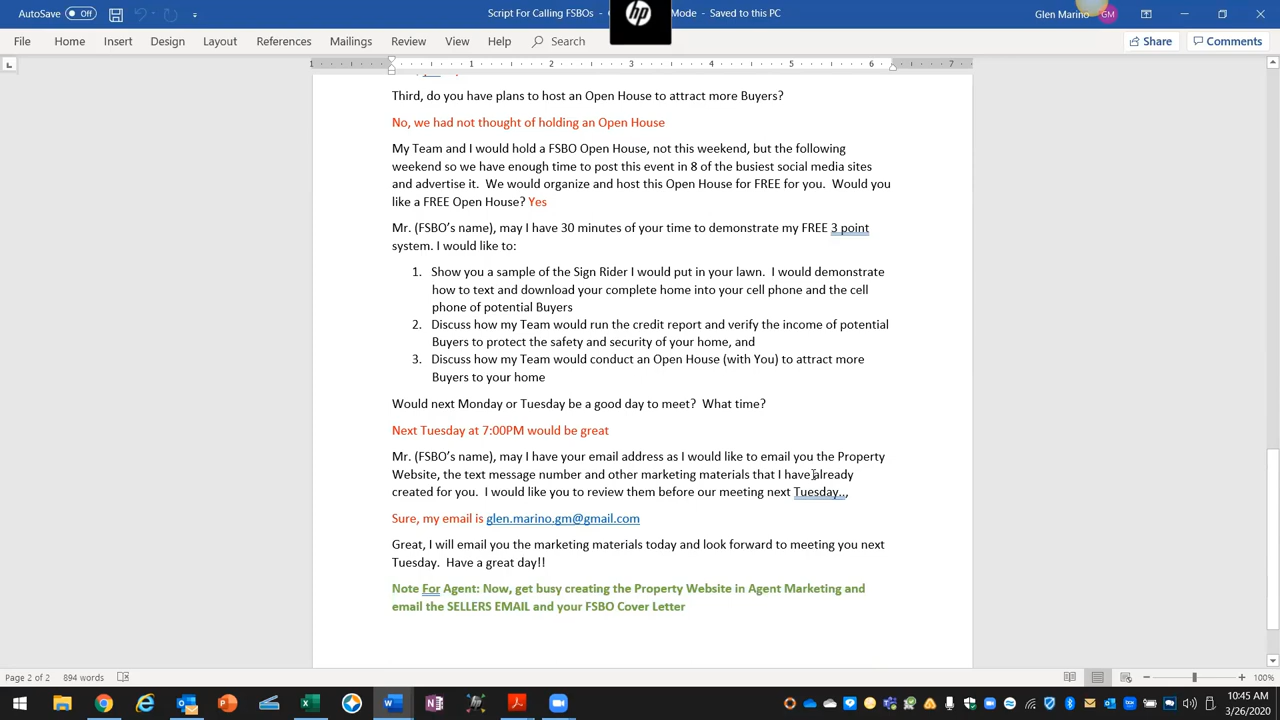 AutoSave Off
Script For Calling FSBOs
Mode - Saved to this PC
Glen Marino GM
hp
File Home Insert Design Layout References Mailings Review View Help Search Share Comments
1 1 2 3 4 5 6 7
Third, do you have plans to host an Open House to attract more Buyers?
No, we had not thought of holding an Open House
My Team and I would hold a FSBO Open House, not this weekend, but the following
weekend so we have enough time to post this event in 8 of the busiest social media sites
and advertise it.  We would organize and host this Open House for FREE for you.  Would you
like a FREE Open House? Yes
Mr. (FSBO's name), may I have 30 minutes of your time to demonstrate my FREE 3 point
system. I would like to:
1. Show you a sample of the Sign Rider I would put in your lawn.  I would demonstrate
how to text and download your complete home into your cell phone and the cell
phone of potential Buyers
2. Discuss how my Team would run the credit report and verify the income of potential
Buyers to protect the safety and security of your home, and
3. Discuss how my Team would conduct an Open House (with You) to attract more
Buyers to your home
Would next Monday or Tuesday be a good day to meet?  What time?
Next Tuesday at 7:00PM would be great
Mr. (FSBO's name), may I have your email address as I would like to email you the Property
Website, the text message number and other marketing materials that I have already
created for you.  I would like you to review them before our meeting next Tuesday..,
Sure, my email is glen.marino.gm@gmail.com
Great, I will email you the marketing materials today and look forward to meeting you next
Tuesday.  Have a great day!!
Note For Agent: Now, get busy creating the Property Website in Agent Marketing and
email the SELLERS EMAIL and your FSBO Cover Letter
Page 2 of 2 894 words 100%
10:45 AM
3/26/2020